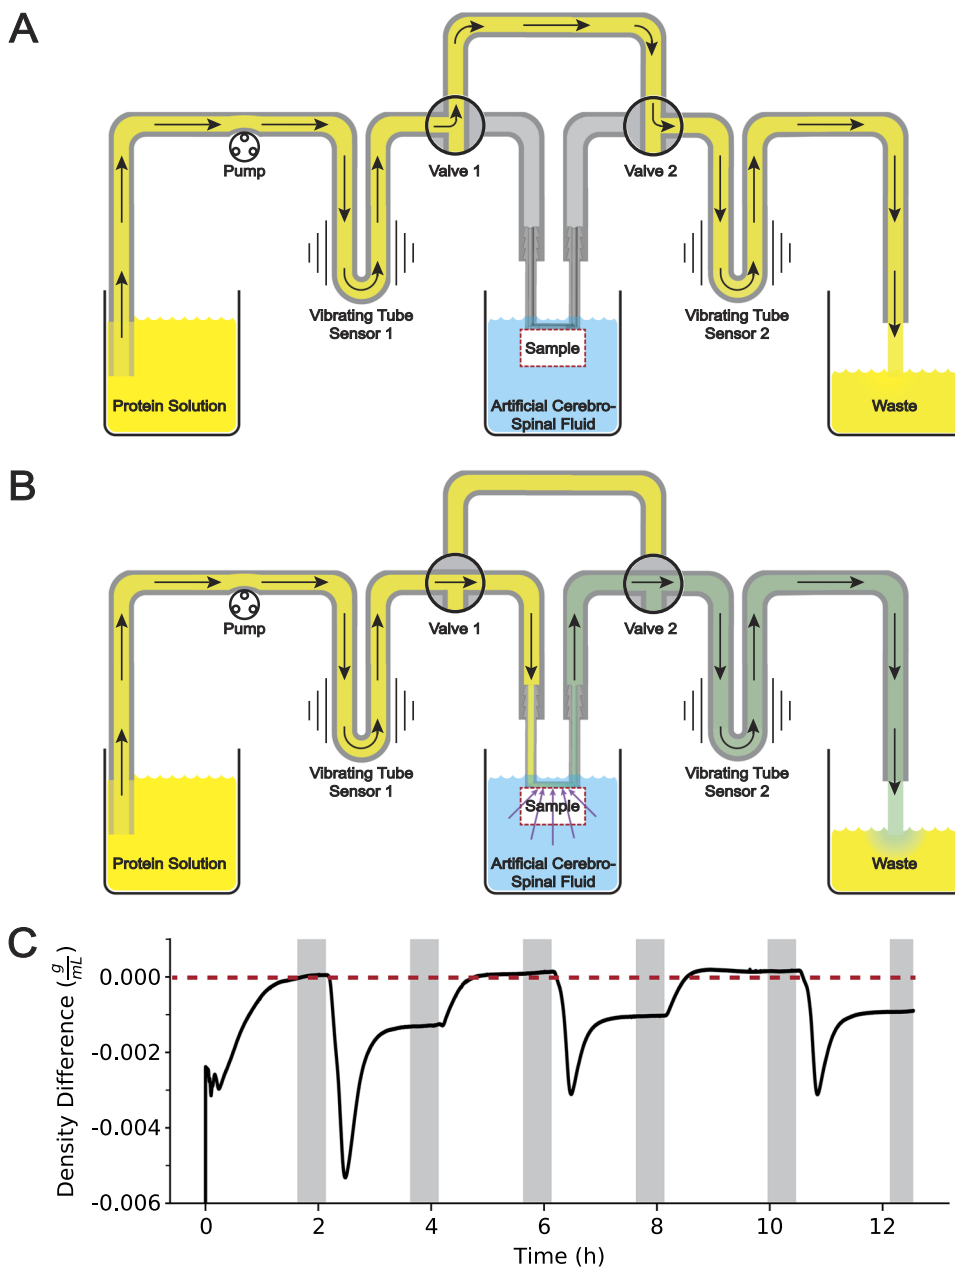 A
Pump
Valve 1
Valve 2
Vibrating Tube
Sensor 1
Vibrating Tube
Sensor 2
Sample
Protein Solution
Artificial Cerebro-
Spinal Fluid
Waste
B
Pump
Valve 1
Valve 2
Vibrating Tube
Sensor 1
Vibrating Tube
Sensor 2
Sample
Protein Solution
Artificial Cerebro-
Spinal Fluid
Waste
C
Density Difference (g/mL)
0.000
-0.002
-0.004
-0.006
0 2 4 6 8 10 12
Time (h)